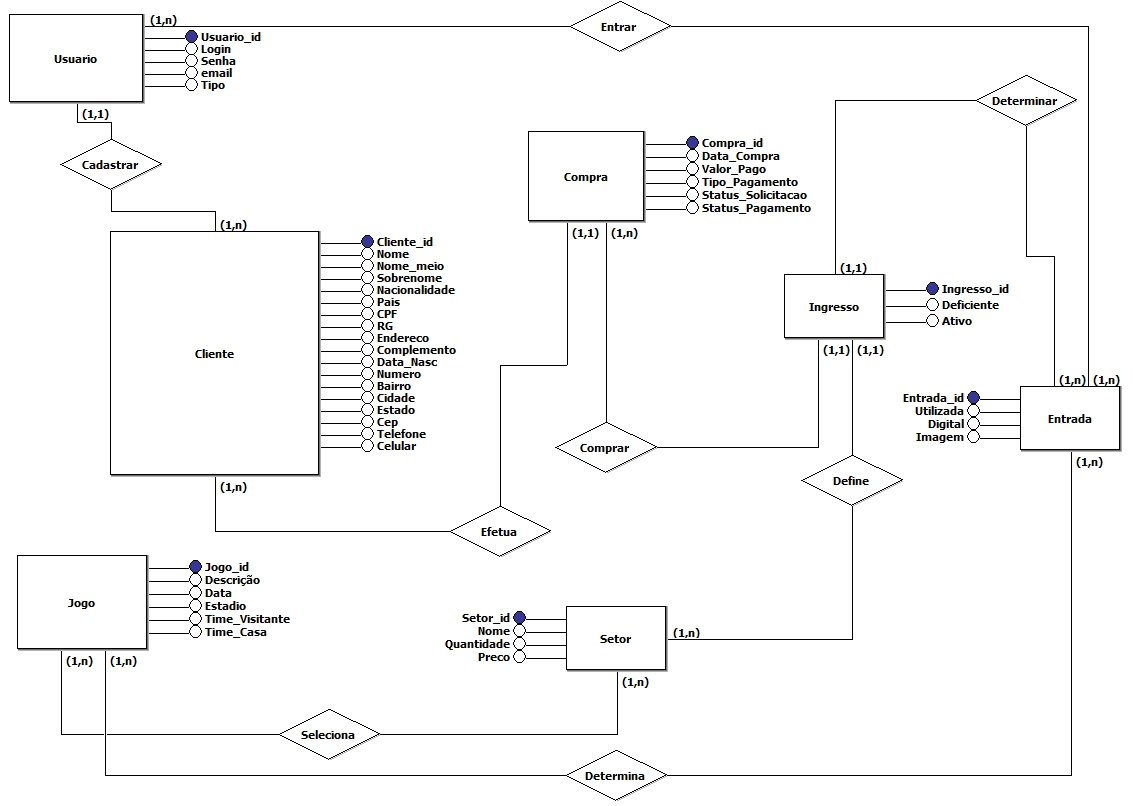 (1,n)
Entrar
Usuario
Usuario_id
Login
Senha
email
Tipo
(1,1)
Cadastrar
(1,n)
Determinar
Compra
Compra_id
Data_Compra
Valor_Pago
Tipo_Pagamento
Status_Solicitacao
Status_Pagamento
(1,1)
(1,n)
Cliente
Cliente_id
Nome
Nome_meio
Sobrenome
Nacionalidade
Pais
CPF
RG
Endereco
Complemento
Data_Nasc
Numero
Bairro
Cidade
Estado
Cep
Telefone
Celular
(1,n)
(1,1)
Ingresso
Ingresso_id
Deficiente
Ativo
(1,1)
(1,1)
(1,n)
(1,n)
Entrada_id
Utilizada
Digital
Imagem
Entrada
(1,n)
Comprar
Define
Efetua
Jogo
Jogo_id
Descrição
Data
Estadio
Time_Visitante
Time_Casa
(1,n)
(1,n)
Setor_id
Nome
Quantidade
Preco
Setor
(1,n)
(1,n)
Seleciona
Determina